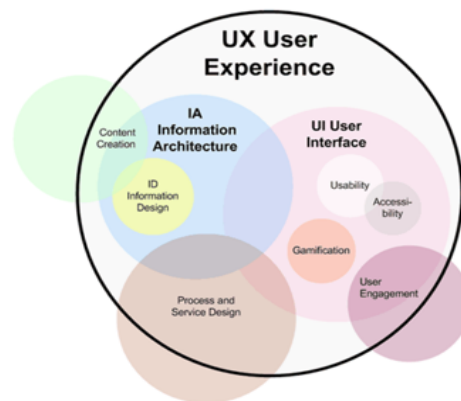 UX User
Experience
IA
Information
Architecture
UI User
Interface
Content
Creation
ID
Information
Design
Usability
Accessi-
bility
Gamification
User
Engagement
Process and
Service Design